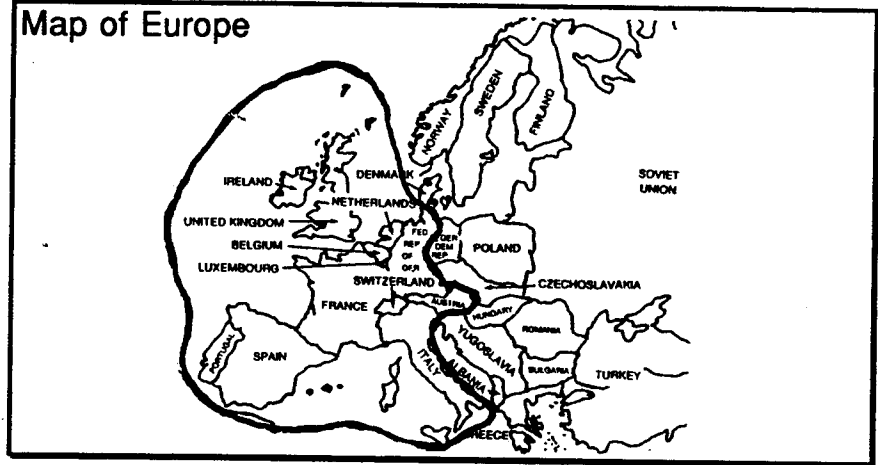 Map of Europe
NORWAY
SWEDEN
FINLAND
SOVIET
UNION
DENMARK
IRELAND
NETHERLANDS
UNITED KINGDOM
BELGIUM
LUXEMBOURG
FED
REP
OF
GER
DEM
REP
POLAND
SWITZERLAND
CZECHOSLAVAKIA
AUSTRIA
FRANCE
HUNGARY
ROMANIA
YUGOSLAVIA
PORTUGAL
SPAIN
ITALY
ALBANIA
BULGARIA
TURKEY
REECE